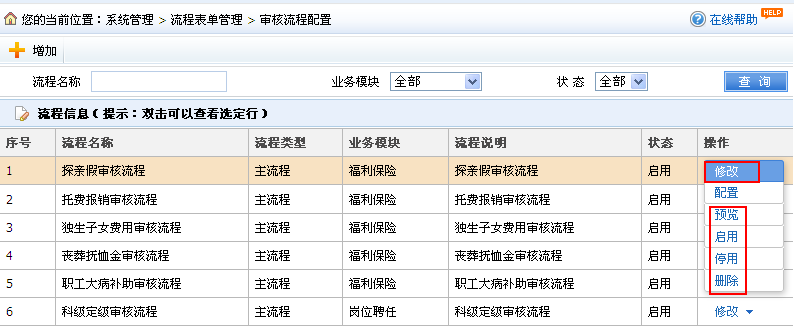 您的当前位置：系统管理 > 流程表单管理 > 审核流程配置 在线帮助 HELP
增加
流程名称 业务模块 全部 状 态 全部 查 询
流程信息（提示：双击可以查看选定行）
序号 流程名称 流程类型 业务模块 流程说明 状态 操作
1 探亲假审核流程 主流程 福利保险 探亲假审核流程 启用 修改
配置
2 托费报销审核流程 主流程 福利保险 托费报销审核流程 启用
预览
3 独生子女费用审核流程 主流程 福利保险 独生子女费用审核流程 启用
启用
4 丧葬抚恤金审核流程 主流程 福利保险 丧葬抚恤金审核流程 启用
停用
5 职工大病补助审核流程 主流程 福利保险 职工大病补助审核流程 启用 删除
6 科级定级审核流程 主流程 岗位聘任 科级定级审核流程 启用 修改